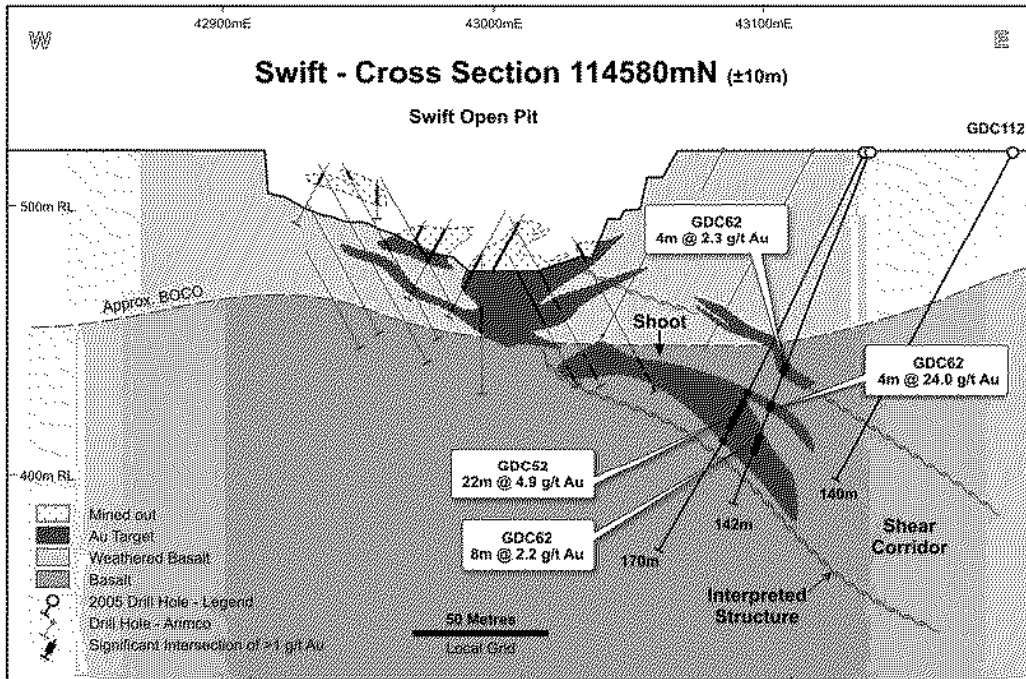 42900mE
43000mE
43100mE
W
E
Swift - Cross Section 114580mN (±10m)
Swift Open Pit
GDC112
500m RL
GDC62
4m @ 2.3 g/t Au
Approx. BOCO
Shoot
GDC62
4m @ 24.0 g/t Au
GDC52
22m @ 4.9 g/t Au
400m RL
140m
142m
GDC62
8m @ 2.2 g/t Au
170m
Shear
Corridor
Interpreted
Structure
Mined out
Au Target
Weathered Basalt
Basalt
2005 Drill Hole - Legend
Drill Hole - Arimco
Significant Intersection of >1 g/t Au
50 Metres
Local Grid